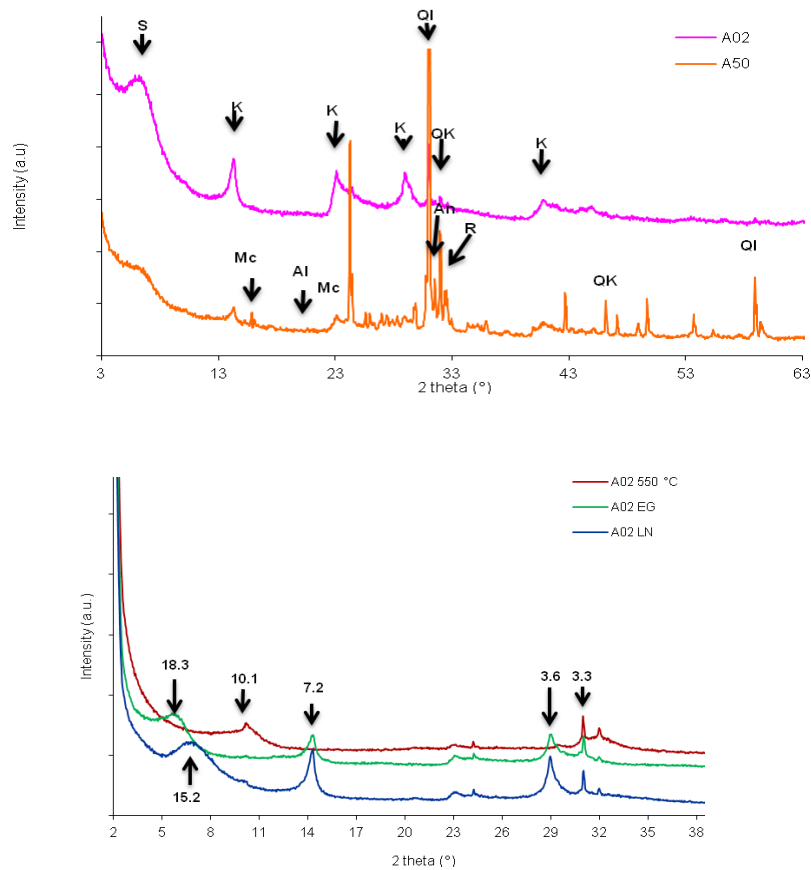 S
QI
A02
A50
K
K
K
QK
K
An
R
Mc
Al
Mc
QK
QI
Intensity (a.u)
3
13
23
33
43
53
63
2 theta (°)
A02 550 °C
A02 EG
A02 LN
18.3
10.1
7.2
3.6
3.3
15.2
Intensity (a.u.)
2
5
8
11
14
17
20
23
26
29
32
35
38
2 theta (°)